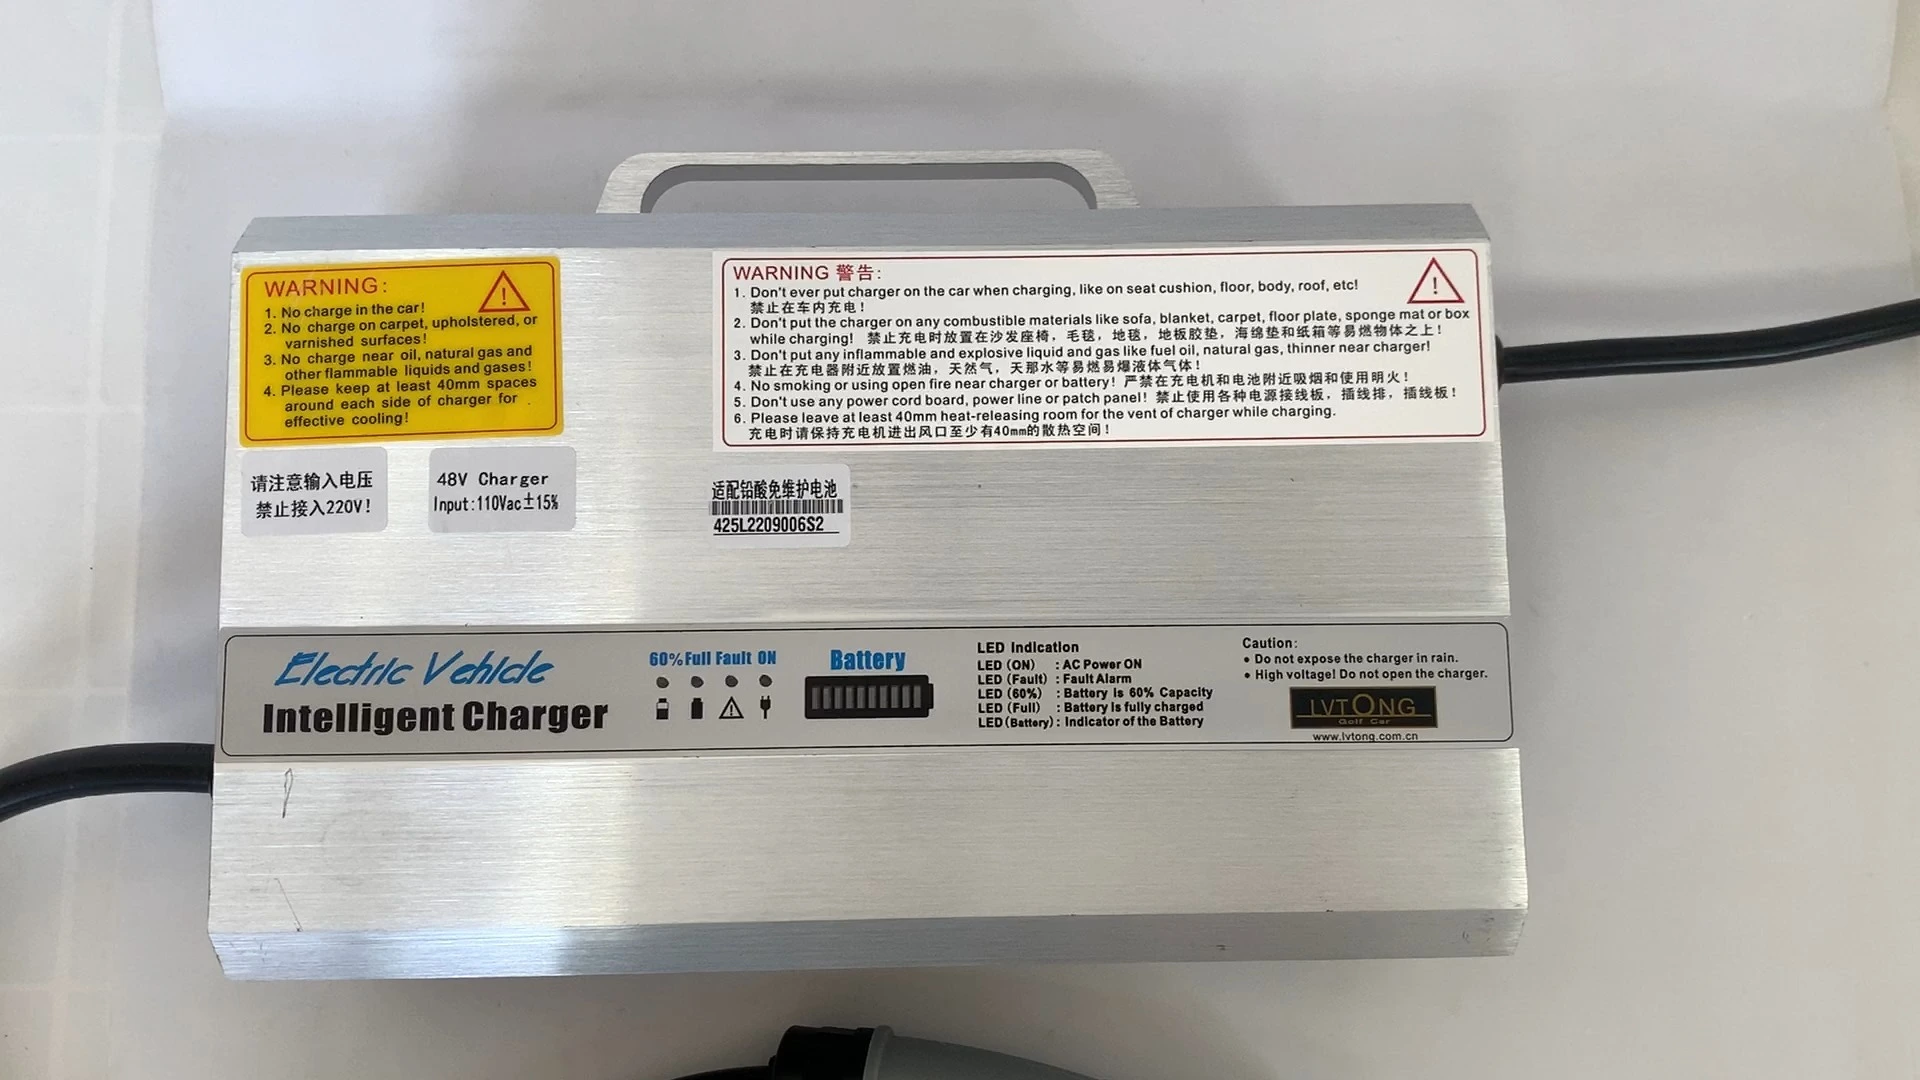 WARNING:
1. No charge in the car!
2. No charge on carpet, upholstered, or
varnished surfaces!
3. No charge near oil, natural gas and
other flammable liquids and gases!
4. Please keep at least 40mm spaces
around each side of charger for
effective cooling!
WARNING 警告:
1. Don't ever put charger on the car when charging, like on seat cushion, floor, body, roof, etc!
禁止在车内充电!
2. Don't put the charger on any combustible materials like sofa, blanket, carpet, floor plate, sponge mat or box
while charging! 禁止充电时放置在沙发座椅，毛毯，地毯，地板胶垫，海绵垫和纸箱等易燃物体之上!
3. Don't put any inflammable and explosive liquid and gas like fuel oil, natural gas, thinner near charger!
禁止在充电器附近放置燃油，天然气，天那水等易燃易爆液体气体!
4. No smoking or using open fire near charger or battery! 严禁在充电机和电池附近吸烟和使用明火!
5. Don't use any power cord board, power line or patch panel! 禁止使用各种电源接线板，插线排，插线板!
6. Please leave at least 40mm heat-releasing room for the vent of charger while charging.
充电时请保持充电机进出风口至少有40mm的散热空间!
请注意输入电压
禁止接入220V!
48V Charger
Input:110Vac±15%
适配铅酸免维护电池
425L2209006S2
Electric Vehicle
Intelligent Charger
60% Full Fault ON
Battery
LED Indication
LED (ON) : AC Power ON
LED (Fault) : Fault Alarm
LED (60%) : Battery is 60% Capacity
LED (Full) : Battery is fully charged
LED (Battery) : Indicator of the Battery
Caution:
• Do not expose the charger in rain.
• High voltage! Do not open the charger.
LVTONG
Golf Car
www.lvtong.com.cn